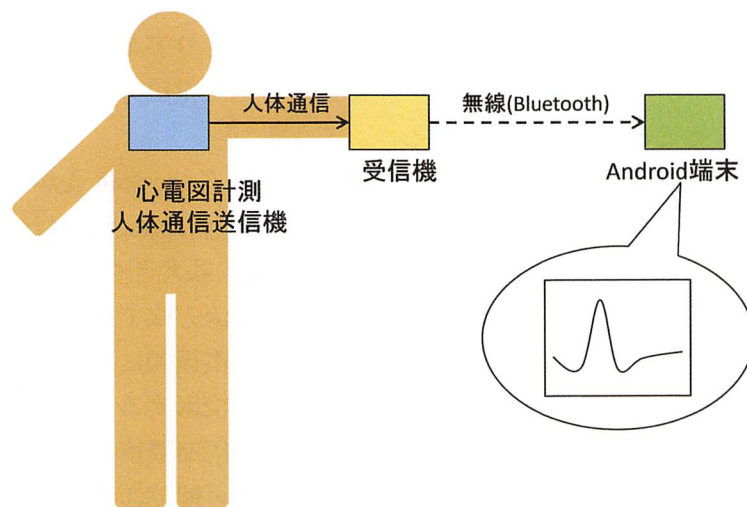 人体通信
無線(Bluetooth)
受信機
Android端末
心電図計測
人体通信送信機